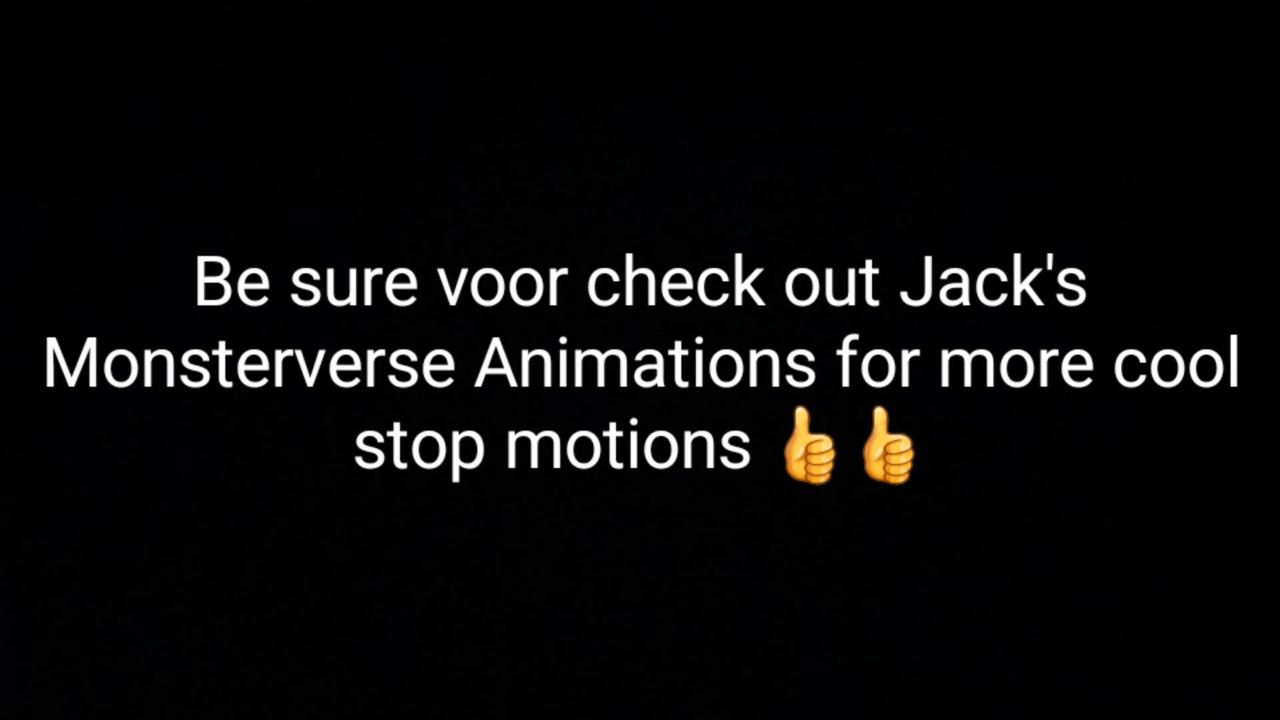 Be sure voor check out Jack's
Monsterverse Animations for more cool
stop motions 👍👍